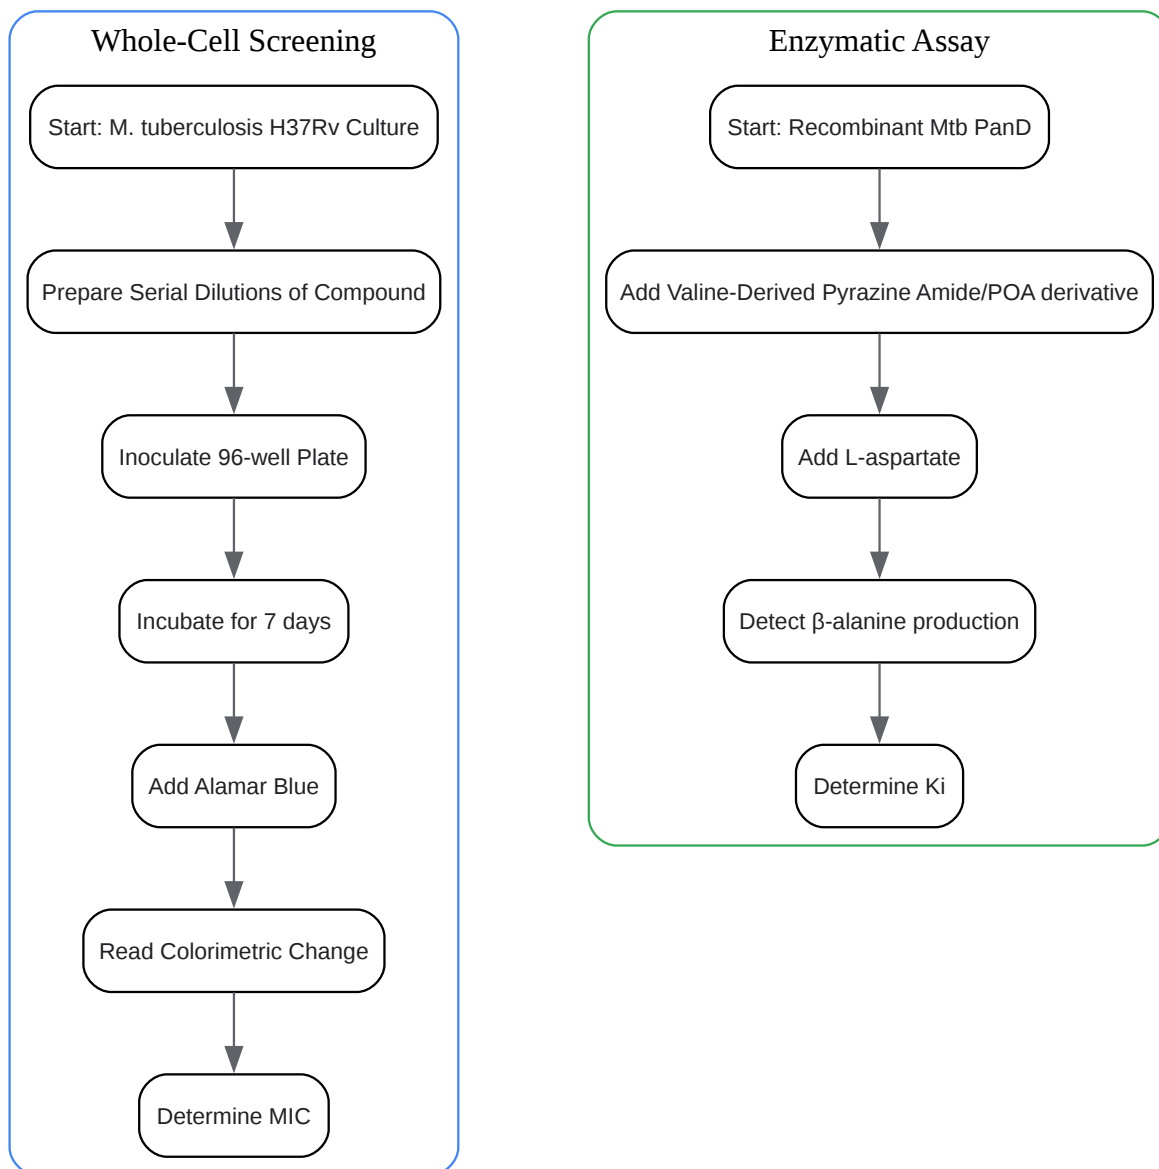 Whole-Cell Screening
Start: M. tuberculosis H37Rv Culture
Prepare Serial Dilutions of Compound
Inoculate 96-well Plate
Incubate for 7 days
Add Alamar Blue
Read Colorimetric Change
Determine MIC
Enzymatic Assay
Start: Recombinant Mtb PanD
Add Valine-Derived Pyrazine Amide/POA derivative
Add L-aspartate
Detect β-alanine production
Determine Ki